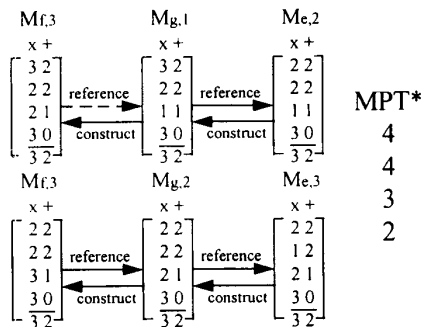 Mf,3 Mg,1 Me,2
x + x + x +
3 2 3 2 2 2
reference reference
2 2 2 2 2 2
2 1 1 1 1 1
construct construct
3 0 3 0 3 0
3 2 3 2 3 2
MPT*
4
4
3
2
Mf,3 Mg,2 Me,3
x + x + x +
2 2 2 2 2 2
2 2 2 2 1 2
reference reference
3 1 2 1 2 1
construct construct
3 0 3 0 3 0
3 2 3 2 3 2